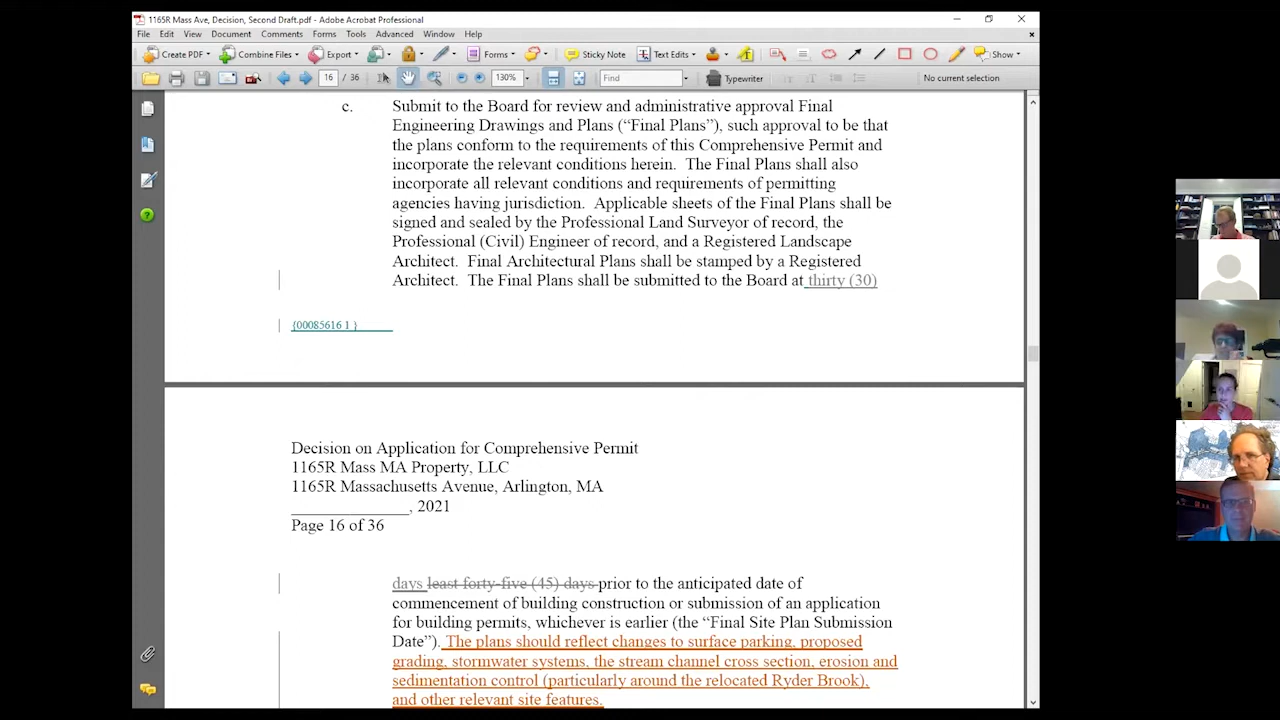 1165R Mass Ave, Decision, Second Draft.pdf - Adobe Acrobat Professional
File Edit View Document Comments Forms Tools Advanced Window Help
Create PDF Combine Files Export Forms Sticky Note Text Edits Show
16 / 36 130% Find Typewriter No current selection
c. Submit to the Board for review and administrative approval Final
Engineering Drawings and Plans (“Final Plans”), such approval to be that
the plans conform to the requirements of this Comprehensive Permit and
incorporate the relevant conditions herein. The Final Plans shall also
incorporate all relevant conditions and requirements of permitting
agencies having jurisdiction. Applicable sheets of the Final Plans shall be
signed and sealed by the Professional Land Surveyor of record, the
Professional (Civil) Engineer of record, and a Registered Landscape
Architect. Final Architectural Plans shall be stamped by a Registered
Architect. The Final Plans shall be submitted to the Board at thirty (30)
{00085616 1 }
Decision on Application for Comprehensive Permit
1165R Mass MA Property, LLC
1165R Massachusetts Avenue, Arlington, MA
____________, 2021
Page 16 of 36
days least forty-five (45) days prior to the anticipated date of
commencement of building construction or submission of an application
for building permits, whichever is earlier (the “Final Site Plan Submission
Date”). The plans should reflect changes to surface parking, proposed
grading, stormwater systems, the stream channel cross section, erosion and
sedimentation control (particularly around the relocated Ryder Brook),
and other relevant site features.